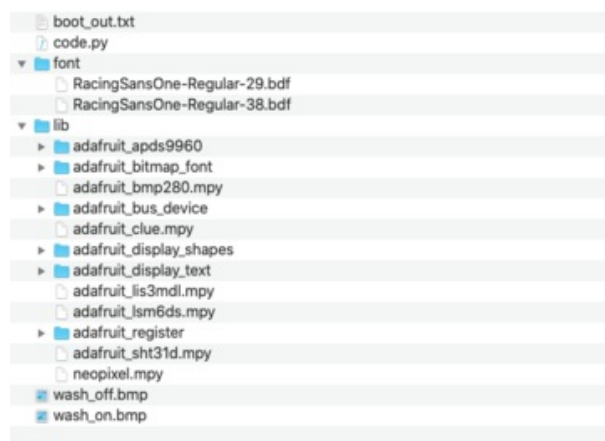 boot_out.txt
code.py
font
RacingSansOne-Regular-29.bdf
RacingSansOne-Regular-38.bdf
lib
adafruit_apds9960
adafruit_bitmap_font
adafruit_bmp280.mpy
adafruit_bus_device
adafruit_clue.mpy
adafruit_display_shapes
adafruit_display_text
adafruit_lis3mdl.mpy
adafruit_lsm6ds.mpy
adafruit_register
adafruit_sht31d.mpy
neopixel.mpy
wash_off.bmp
wash_on.bmp